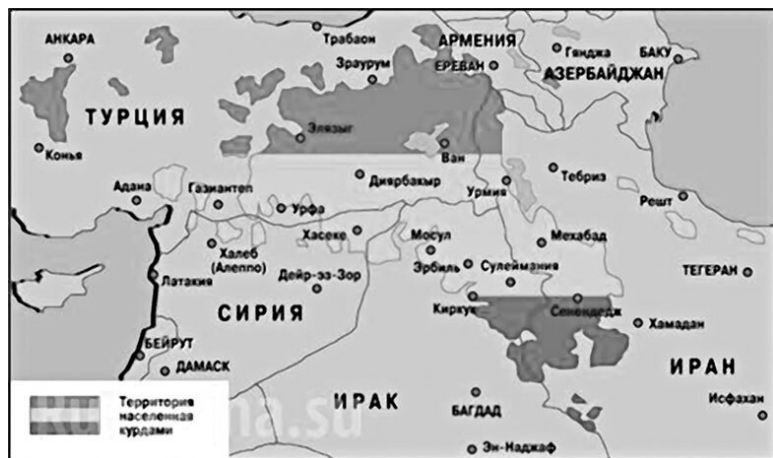 АНКАРА
Трабаон
АРМЕНИЯ
Гянджа
БАКУ
Зраурум
ЕРЕВАН
АЗЕРБАЙДЖАН
ТУРЦИЯ
Элязыг
Ван
Конья
Диярбакыр
Тебриз
Урмия
Адана
Газиантеп
Урфа
Решт
Хасеке
Мосул
Мехабад
Халеб
(Алеппо)
Эрбиль
Сулеймания
ТЕГЕРАН
Латакия
Дейр-эз-Зор
СИРИЯ
Киркук
Сенендедж
Хамадан
БЕЙРУТ
ДАМАСК
ИРАН
Территория
населенная
курдами
ИРАК
БАГДАД
Исфахан
Эн-Наджаф